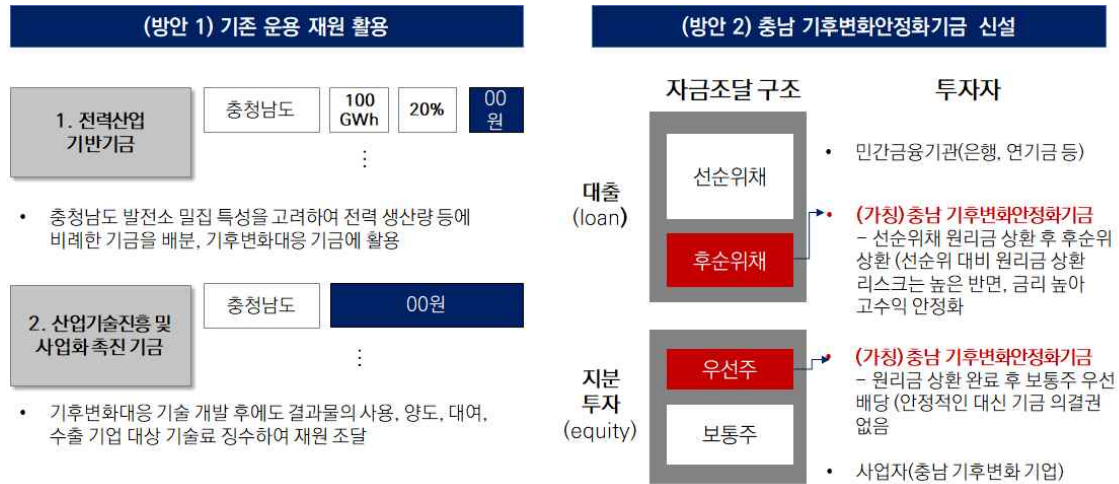 (방안 1) 기존 운용 재원 활용
1. 전력산업
기반기금
충청남도
100
GWh
20%
00
원
⋮
• 충청남도 발전소 밀집 특성을 고려하여 전력 생산량 등에
비례한 기금을 배분, 기후변화대응 기금에 활용
2. 산업기술진흥 및
사업화 촉진 기금
충청남도
00원
⋮
• 기후변화대응 기술 개발 후에도 결과물의 사용, 양도, 대여,
수출 기업 대상 기술료 징수하여 재원 조달
(방안 2) 충남 기후변화안정화기금 신설
자금조달 구조
투자자
대출
(loan)
선순위채
후순위채
• 민간금융기관(은행, 연기금 등)
• (가칭) 충남 기후변화안정화기금
– 선순위채 원리금 상환 후 후순위
상환 (선순위 대비 원리금 상환
리스크는 높은 반면, 금리 높아
고수익 안정화
지분
투자
(equity)
우선주
보통주
• (가칭) 충남 기후변화안정화기금
– 원리금 상환 완료 후 보통주 우선
배당 (안정적인 대신 기금 의결권
없음
• 사업자(충남 기후변화 기업)